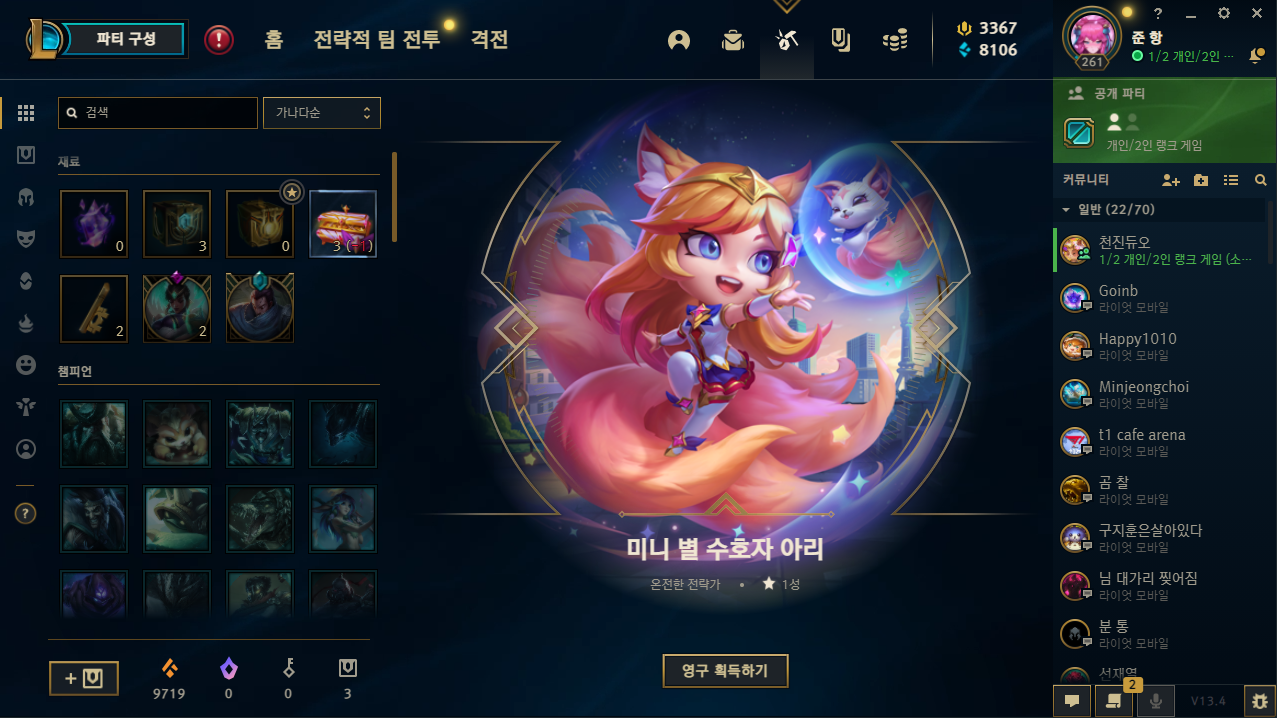 파티 구성
!
홈
전략적 팀 전투
격전
3367
8106
?
261
준 항
1/2 개인/2인 ···
공개 파티
개인/2인 랭크 게임
커뮤니티
일반 (22/70)
천진듀오
1/2 개인/2인 랭크 게임 (소···
Goinb
라이엇 모바일
Happy1010
라이엇 모바일
Minjeongchoi
라이엇 모바일
t1 cafe arena
라이엇 모바일
곰 찰
라이엇 모바일
구지훈은살아있다
라이엇 모바일
님 대가리 찢어짐
라이엇 모바일
분 통
라이엇 모바일
선재역
2
V13.4
검색
가나다순
재료
0
3
0
3 (-1)
2
2
챔피언
?
미니 별 수호자 아리
온전한 전략가 • 1성
영구 획득하기
+
9719
0
0
3